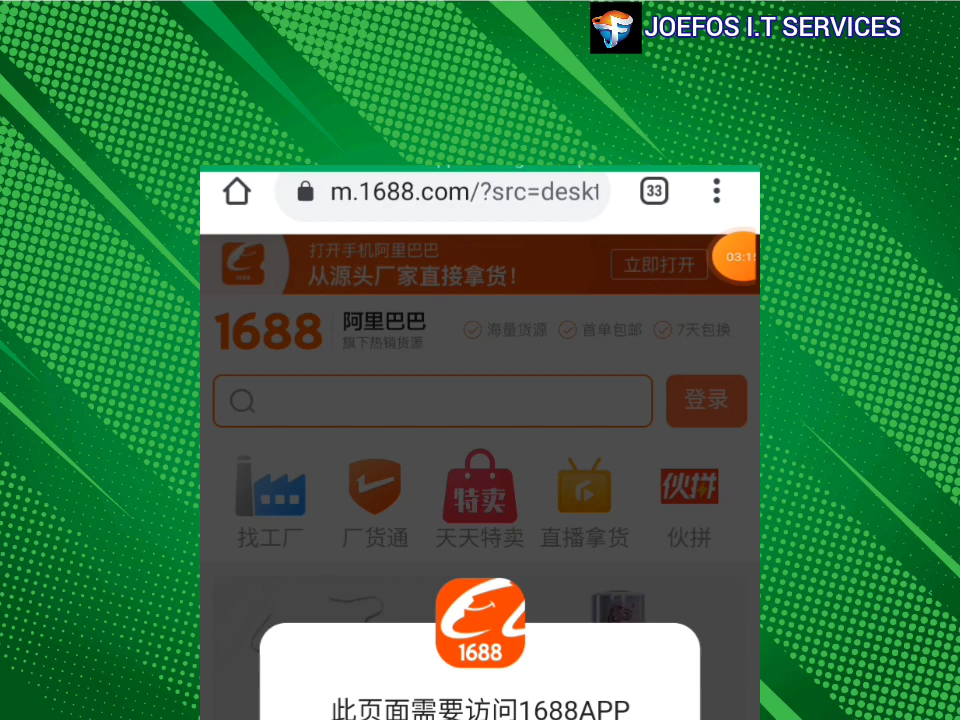 JOEFOS I.T SERVICES
m.1688.com/?src=deskt
33
打开手机阿里巴巴
从源头厂家直接拿货!
立即打开
03:1
1688
1688
阿里巴巴
旗下热销货源
海量货源
首单包邮
7天包换
登录
特卖
伙拼
找工厂
厂货通
天天特卖
直播拿货
伙拼
1688
此页面需要访问1688APP